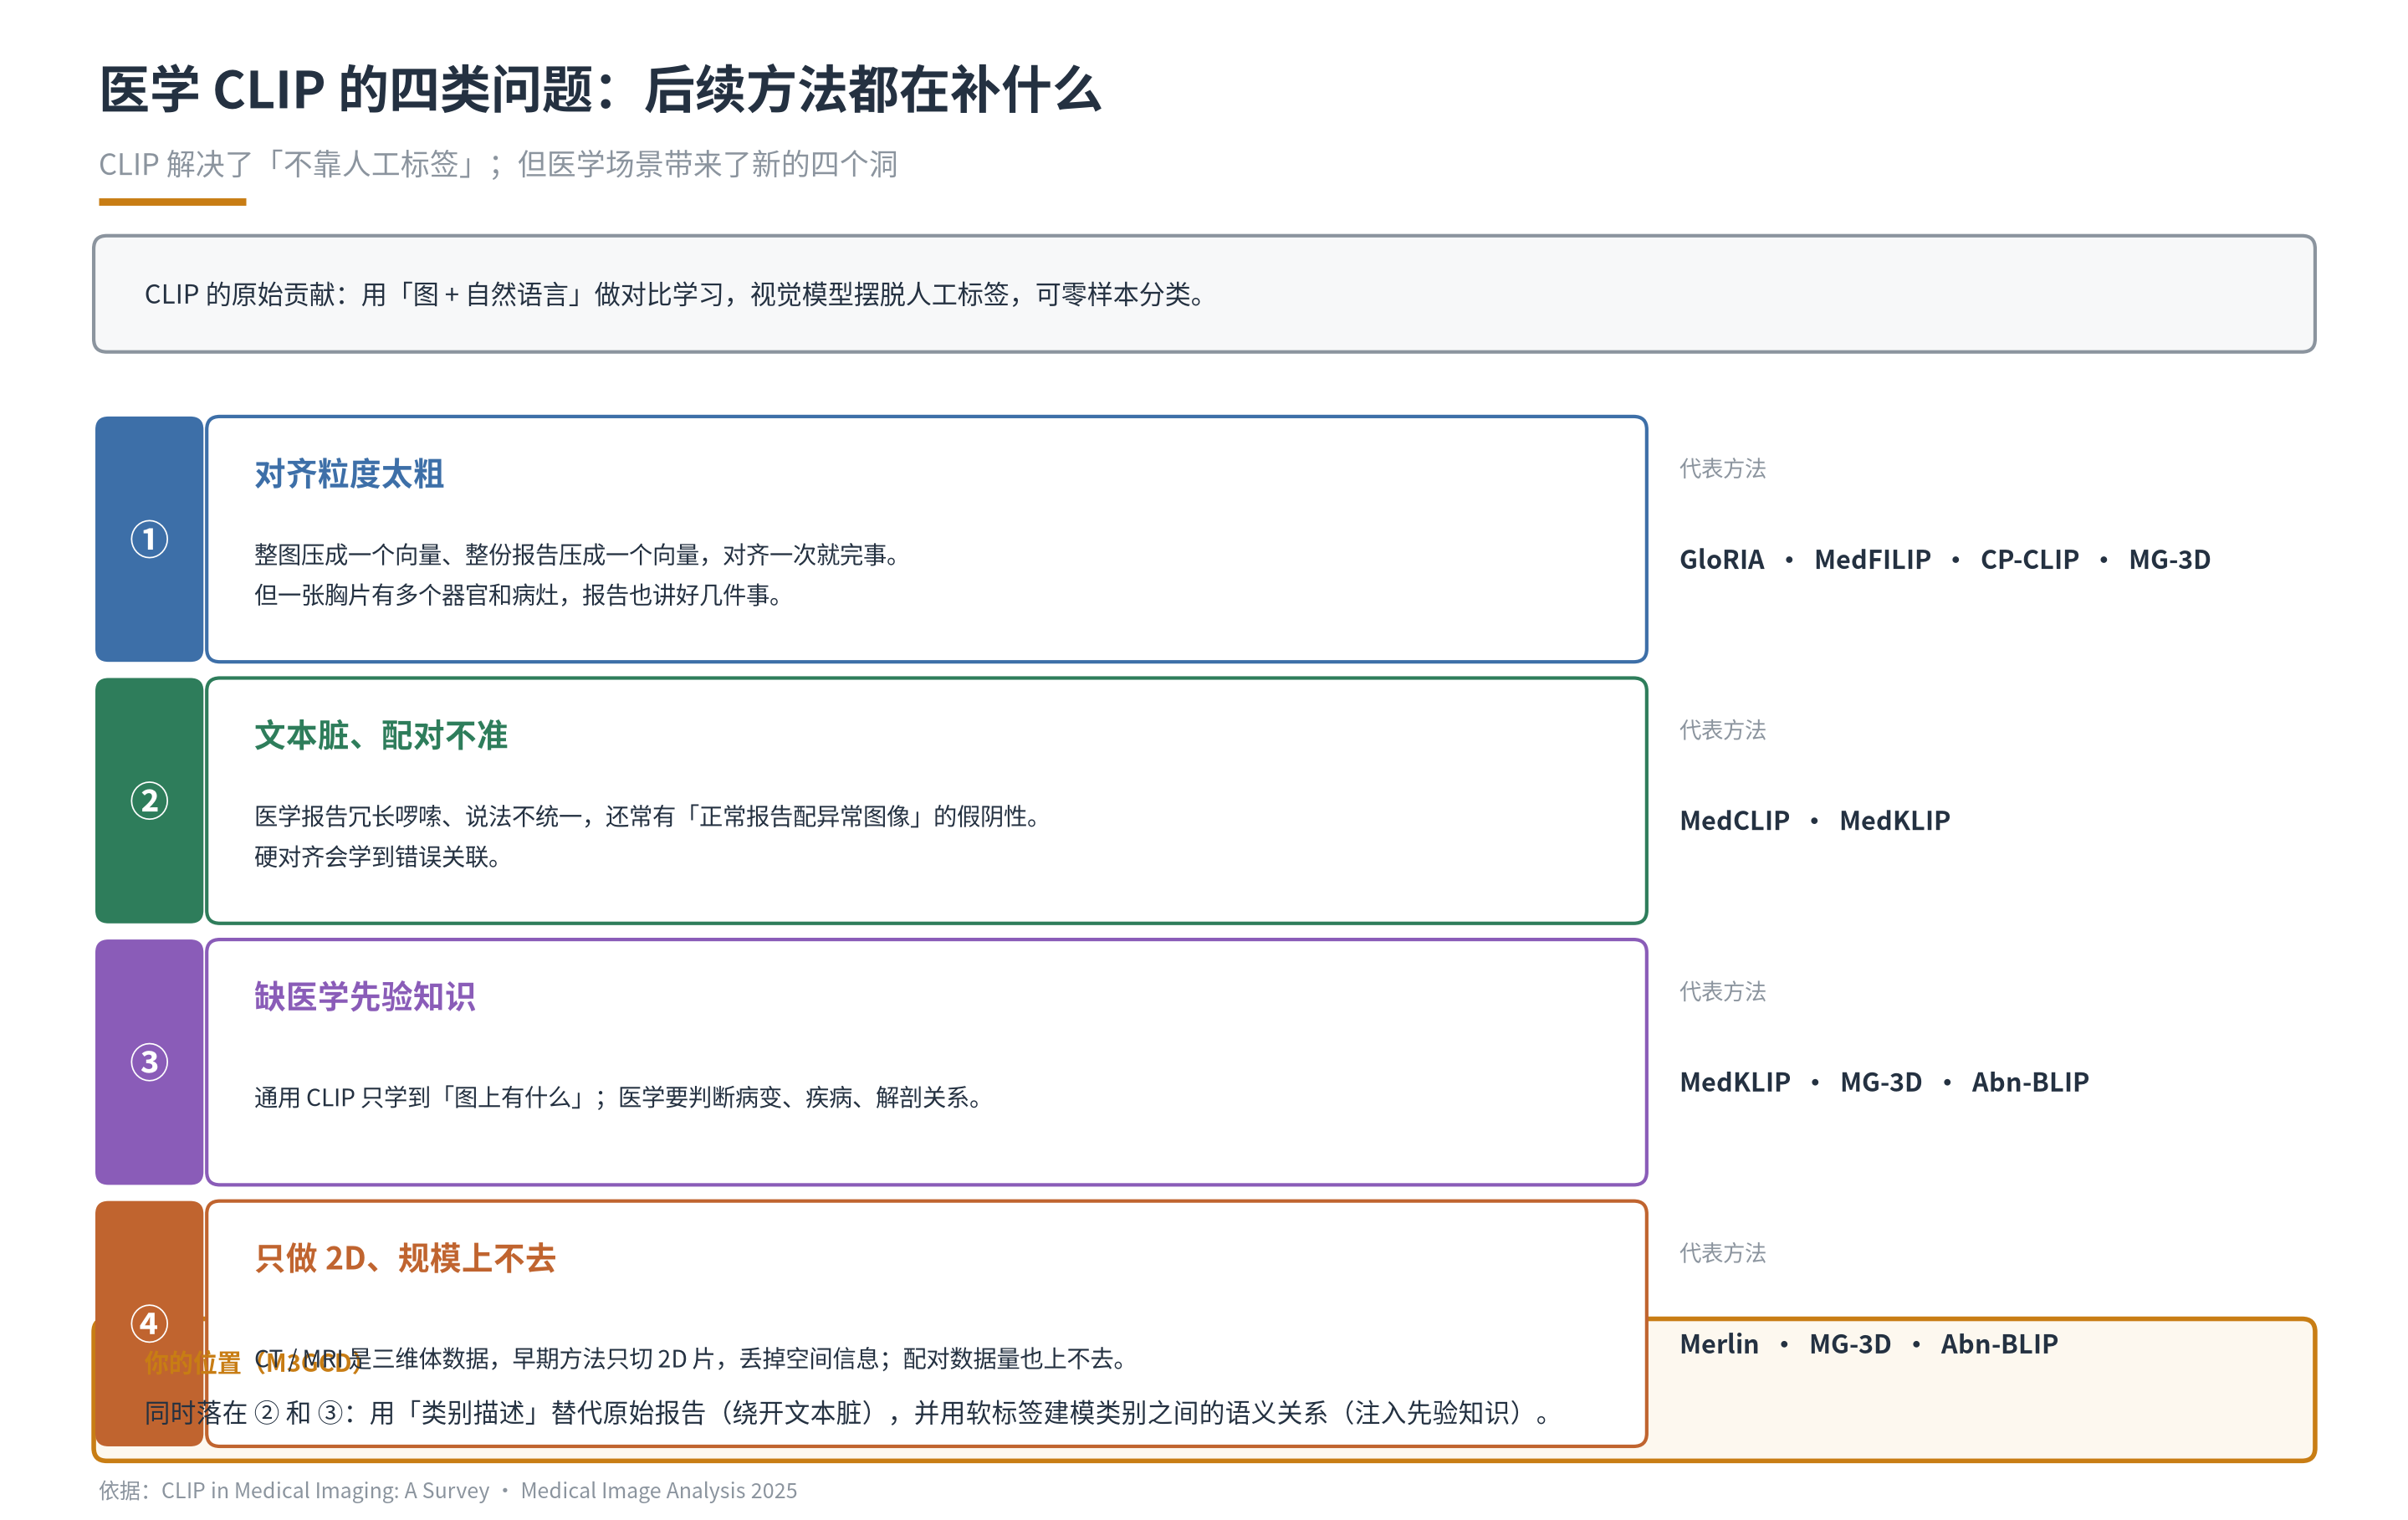 医学 CLIP 的四类问题：后续方法都在补什么
CLIP 解决了「不靠人工标签」；但医学场景带来了新的四个洞
CLIP 的原始贡献：用「图 + 自然语言」做对比学习，视觉模型摆脱人工标签，可零样本分类。
①
对齐粒度太粗
整图压成一个向量、整份报告压成一个向量，对齐一次就完事。
但一张胸片有多个器官和病灶，报告也讲好几件事。
代表方法
GloRIA • MedFILIP • CP-CLIP • MG-3D
②
文本脏、配对不准
医学报告冗长啰嗦、说法不统一，还常有「正常报告配异常图像」的假阴性。
硬对齐会学到错误关联。
代表方法
MedCLIP • MedKLIP
③
缺医学先验知识
通用 CLIP 只学到「图上有什么」；医学要判断病变、疾病、解剖关系。
代表方法
MedKLIP • MG-3D • Abn-BLIP
④
只做 2D、规模上不去
CT / MRI 是三维体数据，早期方法只切 2D 片，丢掉空间信息；配对数据量也上不去。
代表方法
Merlin • MG-3D • Abn-BLIP
你的位置（M3GCD）
同时落在 ② 和 ③：用「类别描述」替代原始报告（绕开文本脏），并用软标签建模类别之间的语义关系（注入先验知识）。
依据：CLIP in Medical Imaging: A Survey • Medical Image Analysis 2025